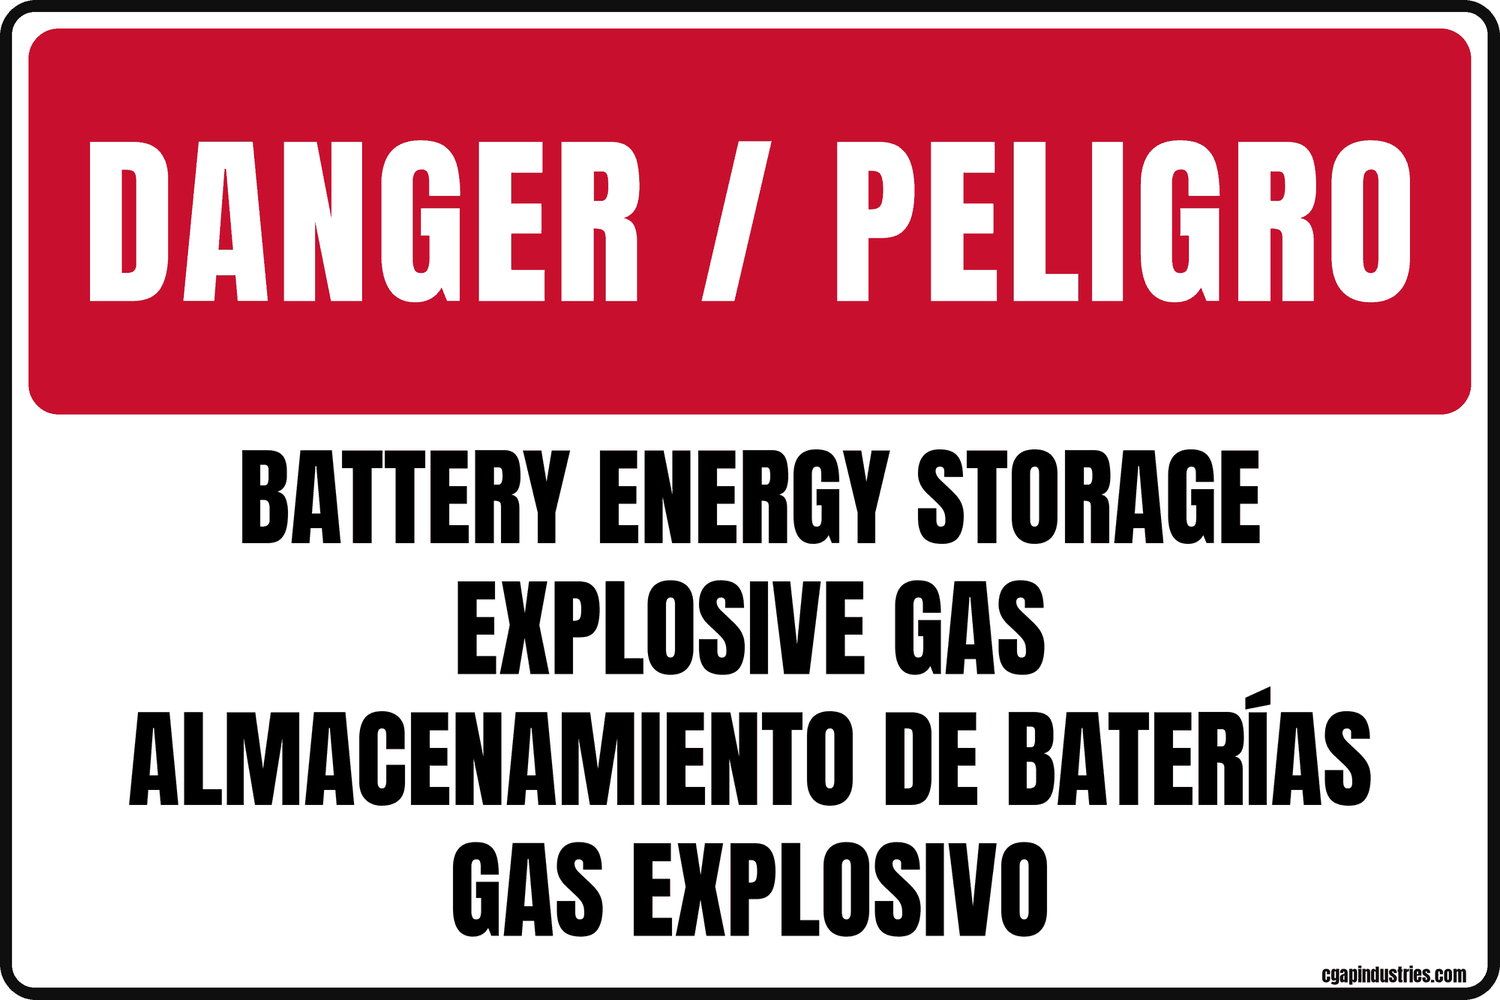 DANGER / PELIGRO
BATTERY ENERGY STORAGE
EXPLOSIVE GAS
ALMACENAMIENTO DE BATERÍAS
GAS EXPLOSIVO
cgapindustries.com